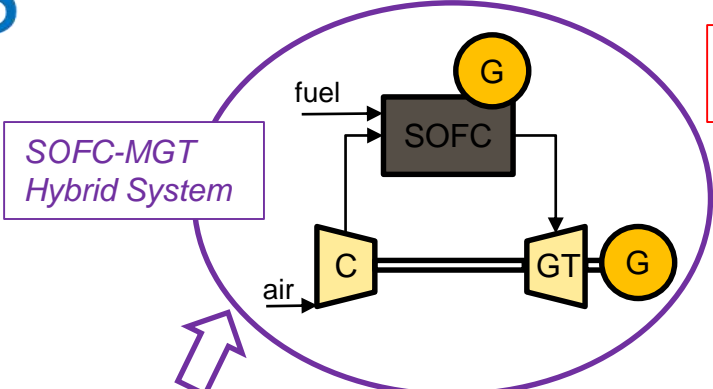 G
fuel
SOFC
SOFC-MGT
Hybrid System
C
GT
G
air